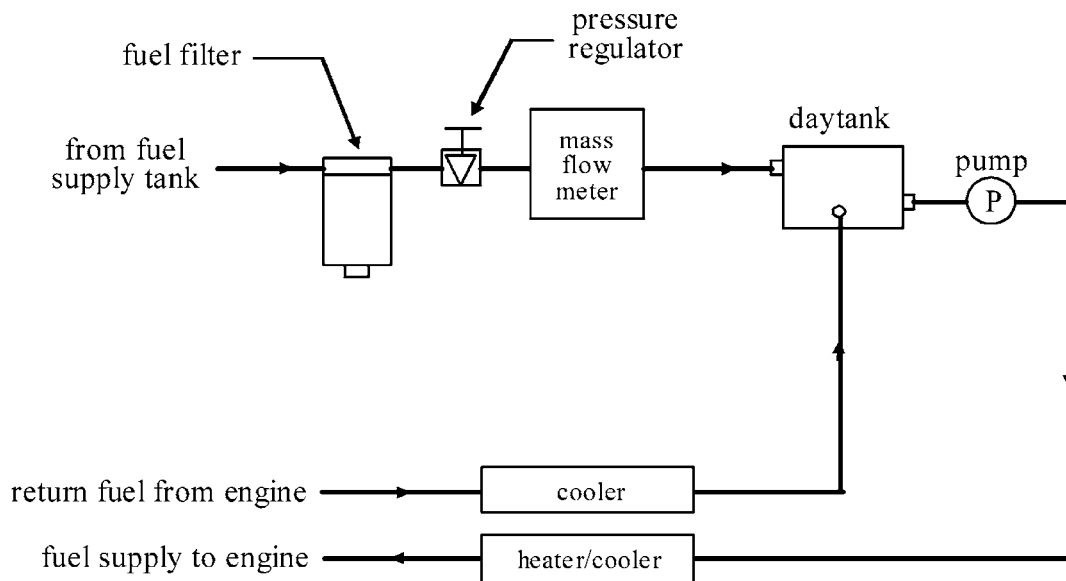 pressure
regulator
fuel filter
from fuel
supply tank
mass
flow
meter
daytank
pump
P
return fuel from engine
cooler
fuel supply to engine
heater/cooler